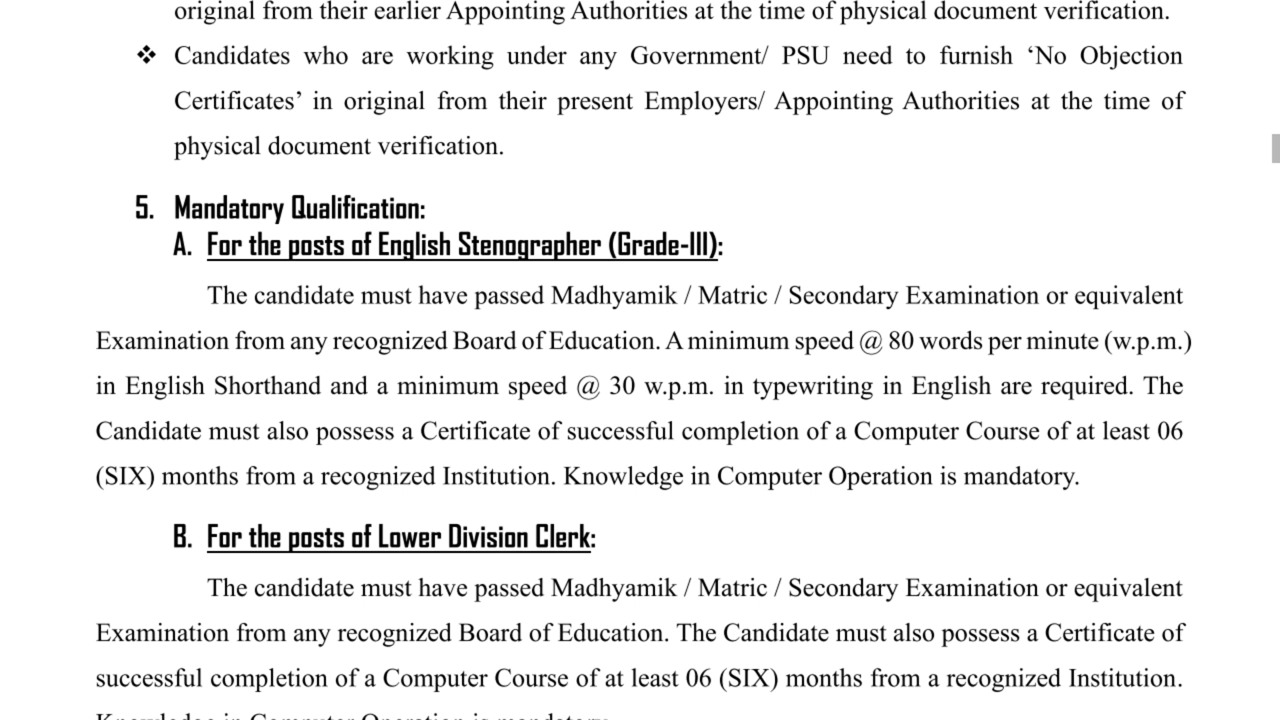 original from their earlier Appointing Authorities at the time of physical document verification.
❖ Candidates who are working under any Government/ PSU need to furnish ‘No Objection
Certificates’ in original from their present Employers/ Appointing Authorities at the time of
physical document verification.
5. Mandatory Qualification:
A. For the posts of English Stenographer (Grade-III):
The candidate must have passed Madhyamik / Matric / Secondary Examination or equivalent
Examination from any recognized Board of Education. A minimum speed @ 80 words per minute (w.p.m.)
in English Shorthand and a minimum speed @ 30 w.p.m. in typewriting in English are required. The
Candidate must also possess a Certificate of successful completion of a Computer Course of at least 06
(SIX) months from a recognized Institution. Knowledge in Computer Operation is mandatory.
B. For the posts of Lower Division Clerk:
The candidate must have passed Madhyamik / Matric / Secondary Examination or equivalent
Examination from any recognized Board of Education. The Candidate must also possess a Certificate of
successful completion of a Computer Course of at least 06 (SIX) months from a recognized Institution.
Knowledge in Computer Operation is mandatory.